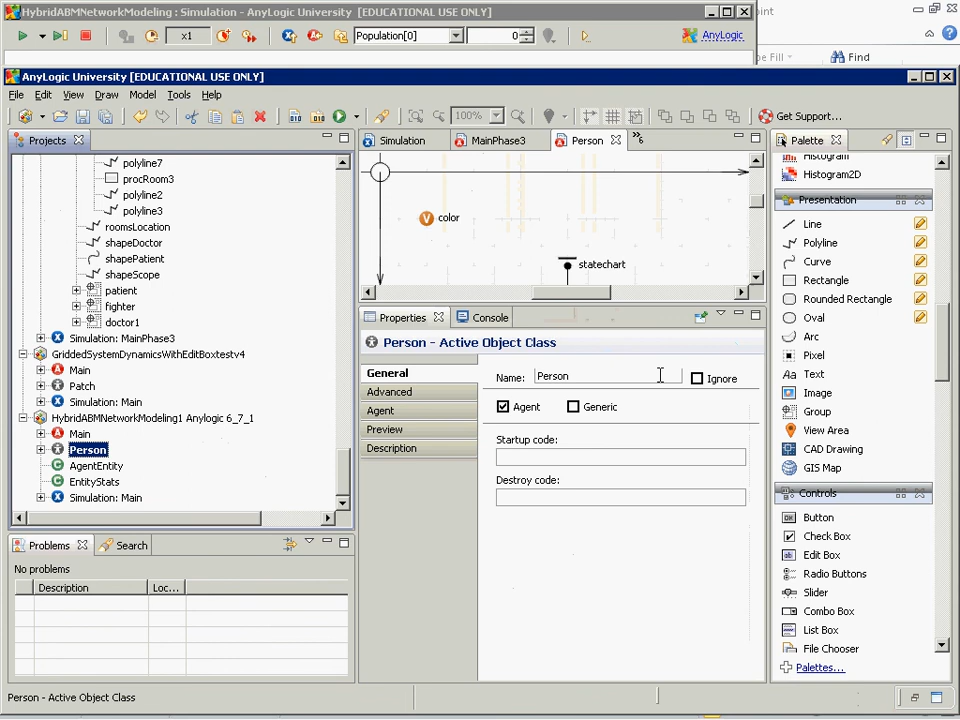 HybridABMNetworkModeling : Simulation - AnyLogic University [EDUCATIONAL USE ONLY]
x1
Population[0]
0
AnyLogic
Find
AnyLogic University [EDUCATIONAL USE ONLY]
File Edit View Draw Model Tools Help
100%
Get Support...
Projects
Simulation
MainPhase3
Person
Palette
polyline7
procRoom3
polyline2
polyline3
roomsLocation
shapeDoctor
shapePatient
shapeScope
patient
fighter
doctor1
Simulation: MainPhase3
GriddedSystemDynamicsWithEditBoxtestv4
Main
Patch
Simulation: Main
HybridABMNetworkModeling1 Anylogic 6_7_1
Main
Person
AgentEntity
EntityStats
Simulation: Main
V
color
statechart
Properties
Console
Person - Active Object Class
General
Advanced
Agent
Preview
Description
Name:
Person
Ignore
Agent
Generic
Startup code:
Destroy code:
Histogram
Histogram2D
Presentation
Line
Polyline
Curve
Rectangle
Rounded Rectangle
Oval
Arc
Pixel
Text
Image
Group
View Area
CAD Drawing
GIS Map
Controls
Button
Check Box
Edit Box
Radio Buttons
Slider
Combo Box
List Box
File Chooser
Palettes...
Problems
Search
No problems
Description
Loc...
Person - Active Object Class